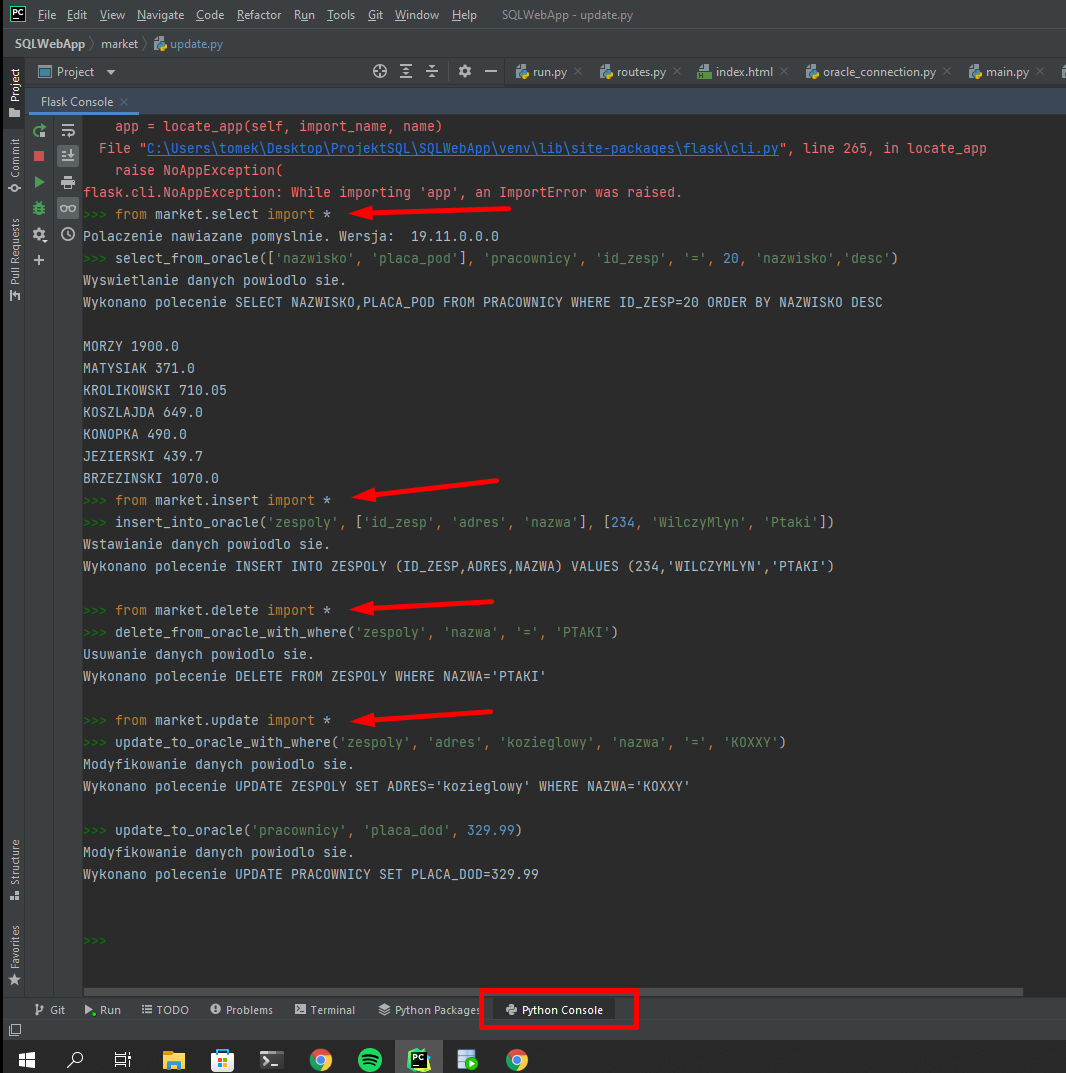 PC File Edit View Navigate Code Refactor Run Tools Git Window Help SQLWebApp - update.py
SQLWebApp market update.py
Project run.py routes.py index.html oracle_connection.py main.py
Flask Console
Project
Commit
Pull Requests
Structure
Favorites
app = locate_app(self, import_name, name)
File "C:\Users\tomek\Desktop\ProjektSQL\SQLWebApp\venv\lib\site-packages\flask\cli.py", line 265, in locate_app
raise NoAppException(
flask.cli.NoAppException: While importing 'app', an ImportError was raised.
>>> from market.select import *
Polaczenie nawiazane pomyslnie. Wersja:  19.11.0.0.0
>>> select_from_oracle(['nazwisko', 'placa_pod'], 'pracownicy', 'id_zesp', '=', 20, 'nazwisko','desc')
Wyswietlanie danych powiodlo sie.
Wykonano polecenie SELECT NAZWISKO,PLACA_POD FROM PRACOWNICY WHERE ID_ZESP=20 ORDER BY NAZWISKO DESC
MORZY 1900.0
MATYSIAK 371.0
KROLIKOWSKI 710.05
KOSZLAJDA 649.0
KONOPKA 490.0
JEZIERSKI 439.7
BRZEZINSKI 1070.0
>>> from market.insert import *
>>> insert_into_oracle('zespoly', ['id_zesp', 'adres', 'nazwa'], [234, 'WilczyMlyn', 'Ptaki'])
Wstawianie danych powiodlo sie.
Wykonano polecenie INSERT INTO ZESPOLY (ID_ZESP,ADRES,NAZWA) VALUES (234,'WILCZYMLYN','PTAKI')
>>> from market.delete import *
>>> delete_from_oracle_with_where('zespoly', 'nazwa', '=', 'PTAKI')
Usuwanie danych powiodlo sie.
Wykonano polecenie DELETE FROM ZESPOLY WHERE NAZWA='PTAKI'
>>> from market.update import *
>>> update_to_oracle_with_where('zespoly', 'adres', 'kozieglowy', 'nazwa', '=', 'KOXXY')
Modyfikowanie danych powiodlo sie.
Wykonano polecenie UPDATE ZESPOLY SET ADRES='kozieglowy' WHERE NAZWA='KOXXY'
>>> update_to_oracle('pracownicy', 'placa_dod', 329.99)
Modyfikowanie danych powiodlo sie.
Wykonano polecenie UPDATE PRACOWNICY SET PLACA_DOD=329.99
>>>
Git Run TODO Problems Terminal Python Packages Python Console
PC